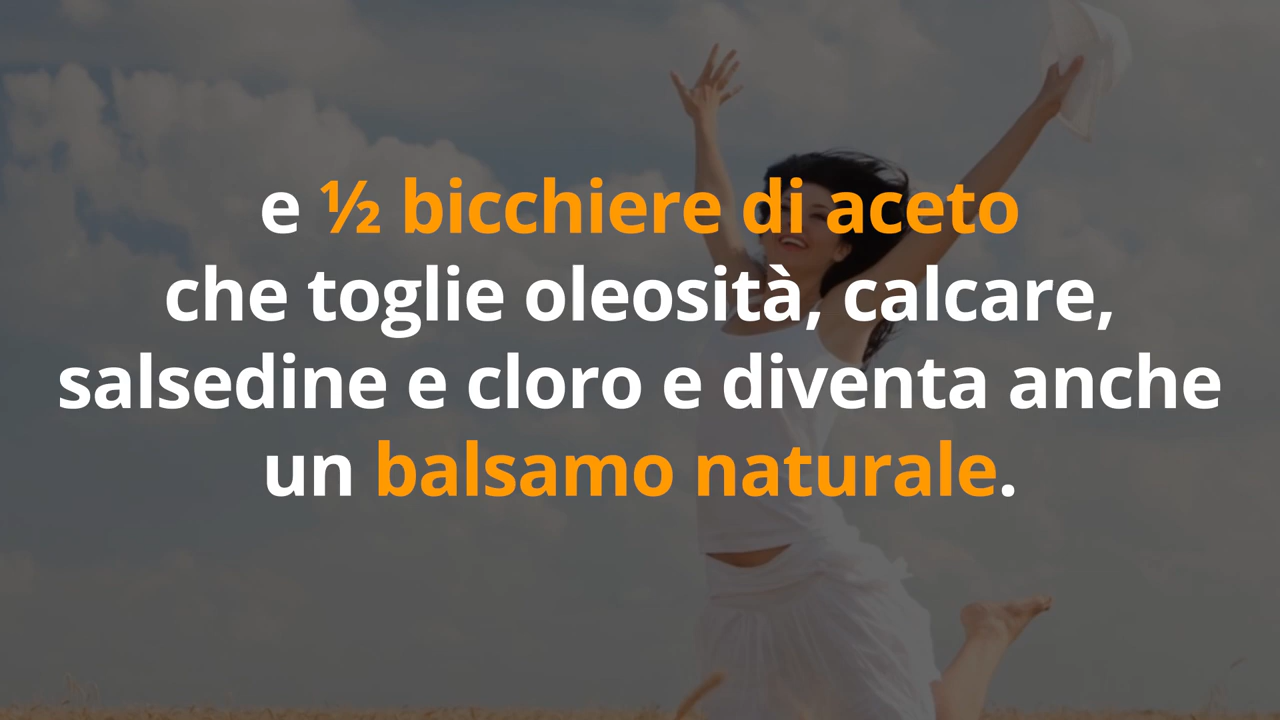 e ½ bicchiere di aceto
che toglie oleosità, calcare,
salsedine e cloro e diventa anche
un balsamo naturale.